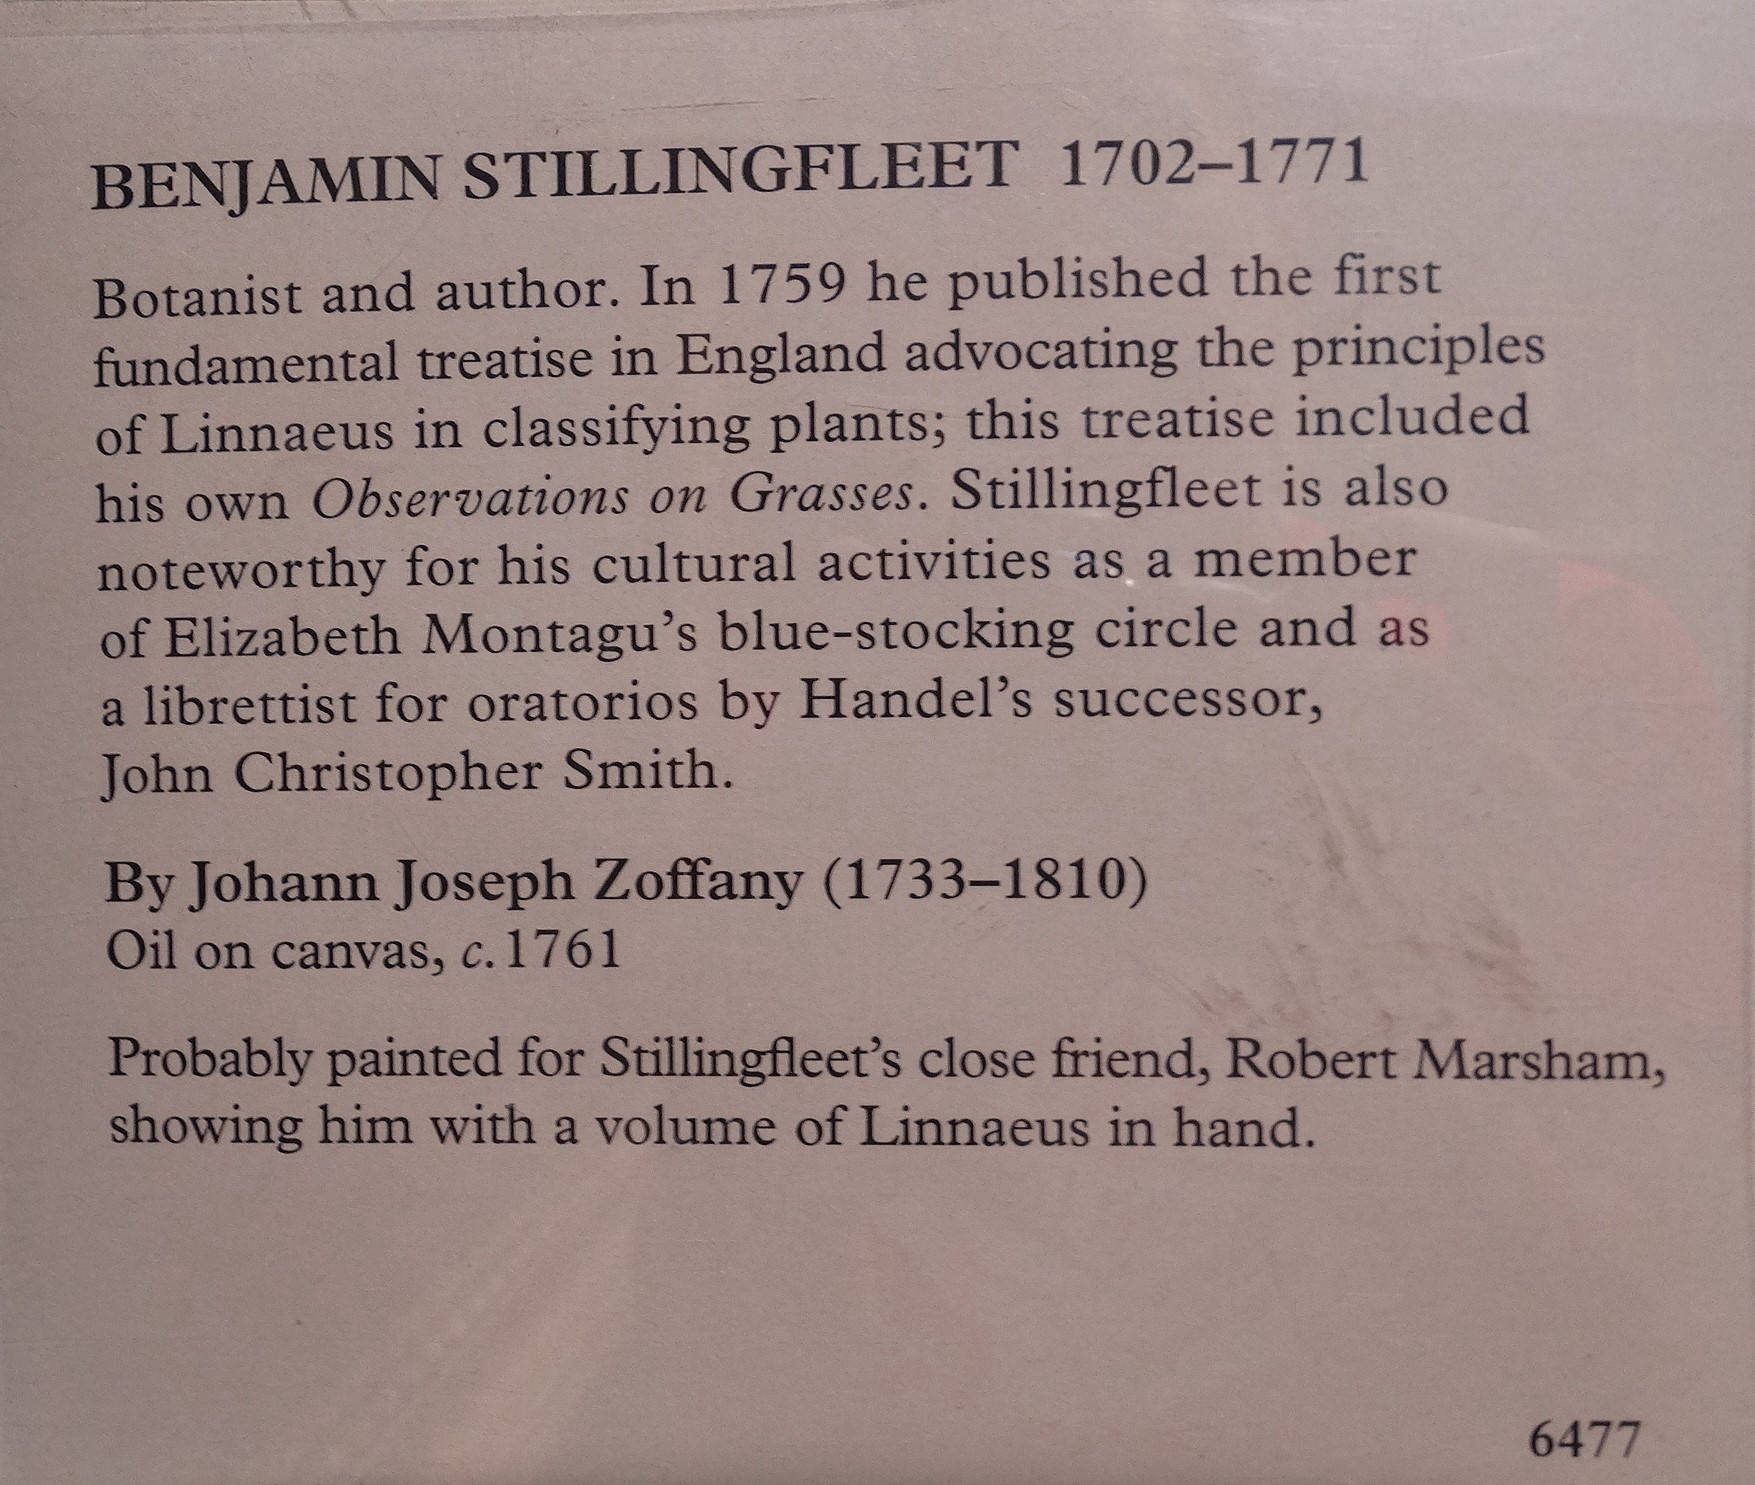 BENJAMIN STILLINGFLEET 1702–1771
Botanist and author. In 1759 he published the first
fundamental treatise in England advocating the principles
of Linnaeus in classifying plants; this treatise included
his own Observations on Grasses. Stillingfleet is also
noteworthy for his cultural activities as a member
of Elizabeth Montagu’s blue-stocking circle and as
a librettist for oratorios by Handel’s successor,
John Christopher Smith.
By Johann Joseph Zoffany (1733–1810)
Oil on canvas, c. 1761
Probably painted for Stillingfleet’s close friend, Robert Marsham,
showing him with a volume of Linnaeus in hand.
6477